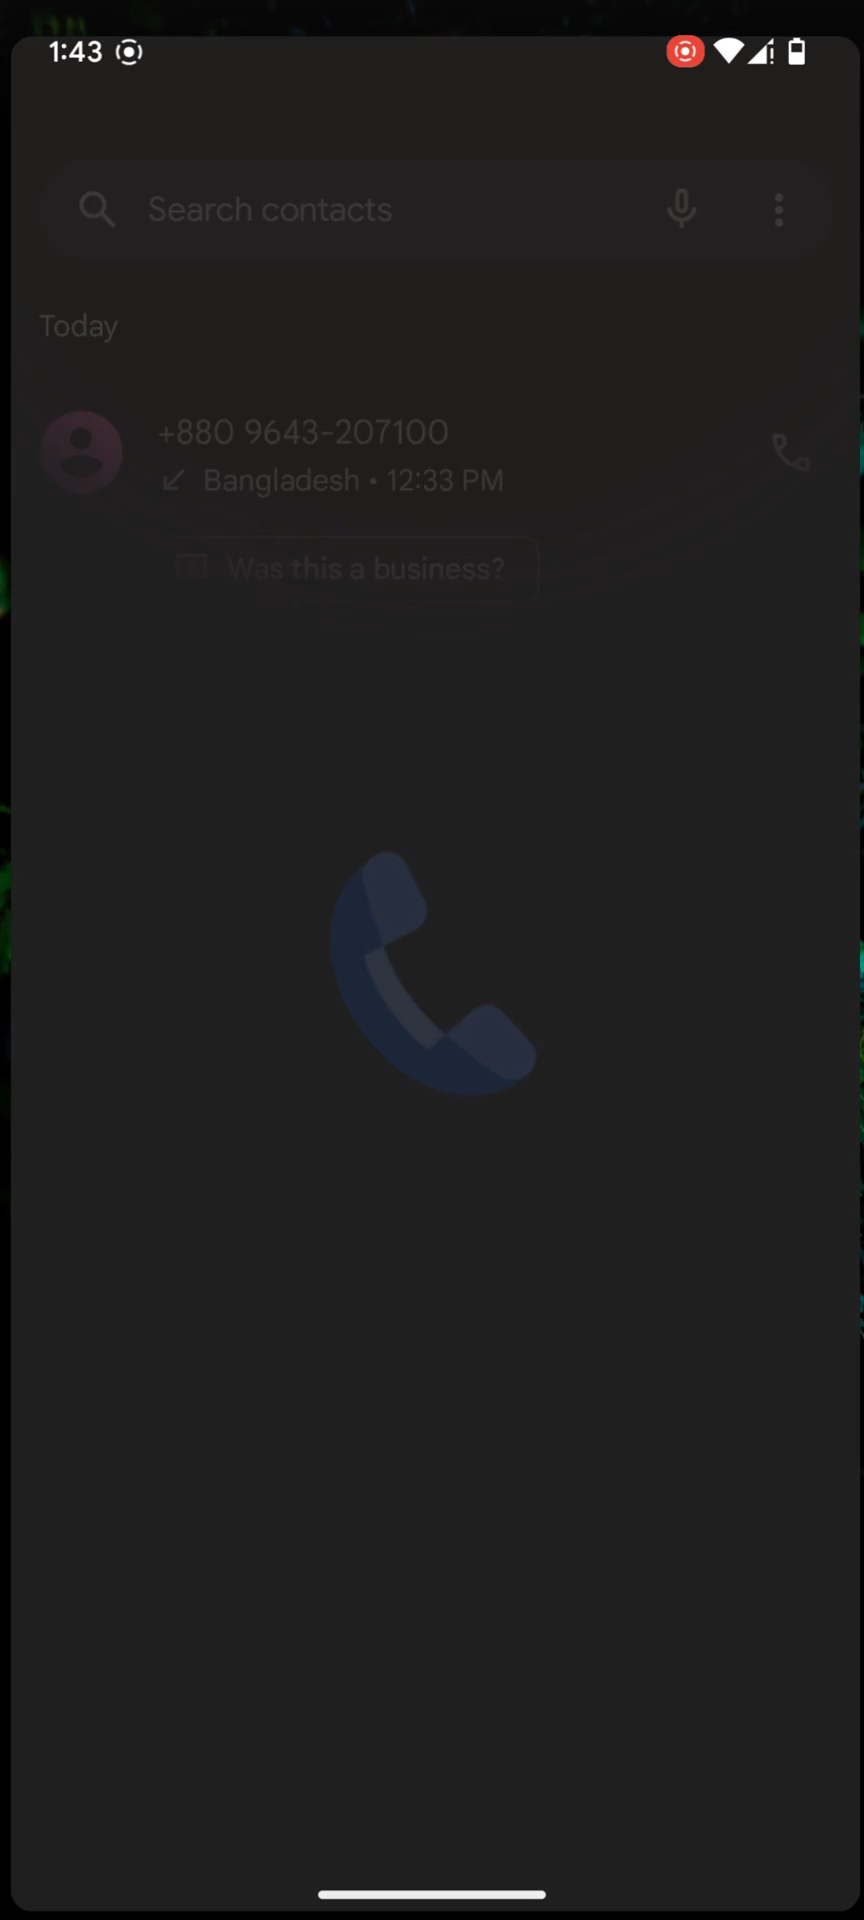 1:43
Search contacts
Today
+880 9643-207100
Bangladesh • 12:33 PM
Was this a business?